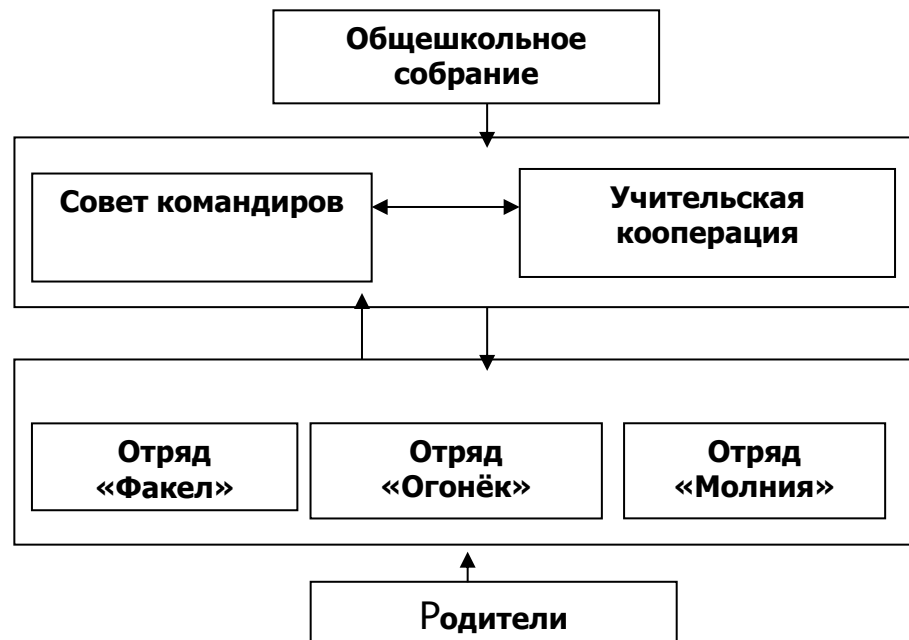 Общешкольное
собрание
Совет командиров
Учительская
кооперация
Отряд
«Факел»
Отряд
«Огонёк»
Отряд
«Молния»
Родители